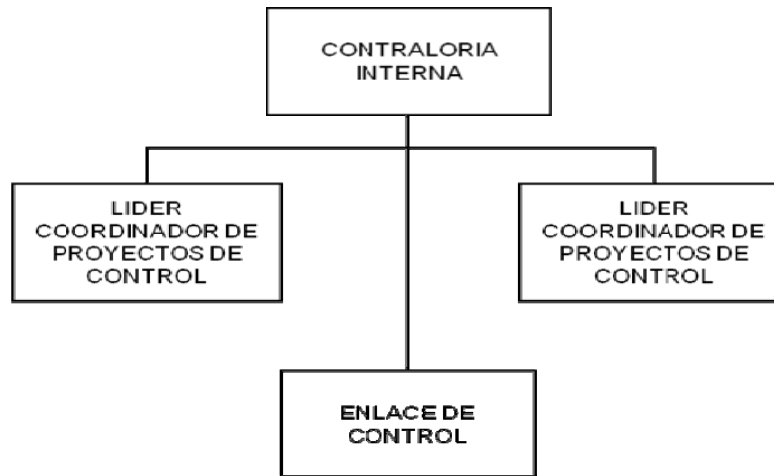 CONTRALORIA
INTERNA
LIDER
COORDINADOR DE
PROYECTOS DE
CONTROL
LIDER
COORDINADOR DE
PROYECTOS DE
CONTROL
ENLACE DE
CONTROL